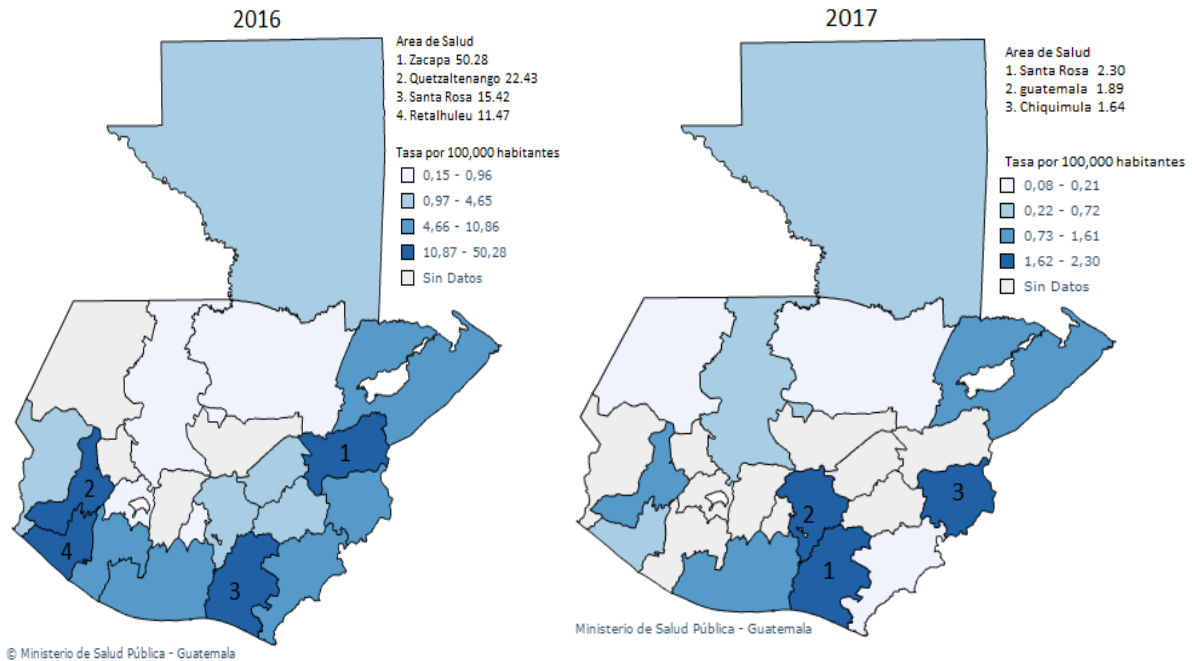 2016
Area de Salud
1. Zacapa 50.28
2. Quetzaltenango 22.43
3. Santa Rosa 15.42
4. Retalhuleu 11.47
Tasa por 100,000 habitantes
0,15 - 0,96
0,97 - 4,65
4,66 - 10,86
10,87 - 50,28
Sin Datos
1
2
4
3
© Ministerio de Salud Pública - Guatemala
2017
Area de Salud
1. Santa Rosa 2.30
2. guatemala 1.89
3. Chiquimula 1.64
Tasa por 100,000 habitantes
0,08 - 0,21
0,22 - 0,72
0,73 - 1,61
1,62 - 2,30
Sin Datos
3
2
1
Ministerio de Salud Pública - Guatemala